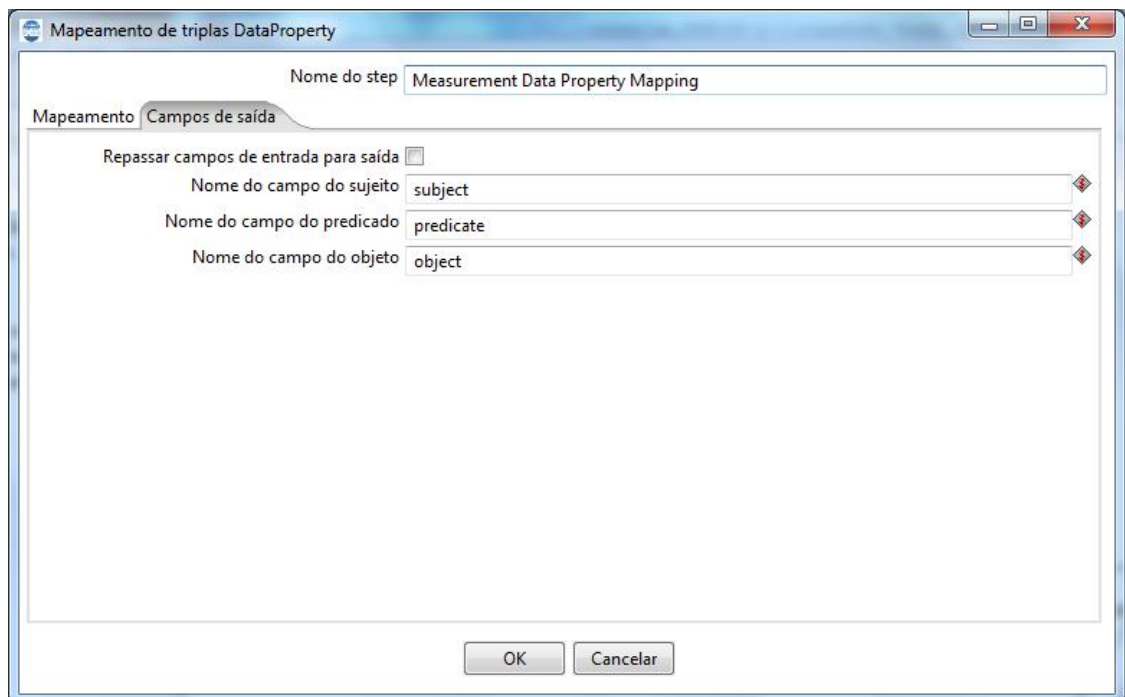 Mapeamento de triplas DataProperty
Nome do step Measurement Data Property Mapping
Mapeamento Campos de saída
Repassar campos de entrada para saída
Nome do campo do sujeito subject
Nome do campo do predicado predicate
Nome do campo do objeto object
OK Cancelar